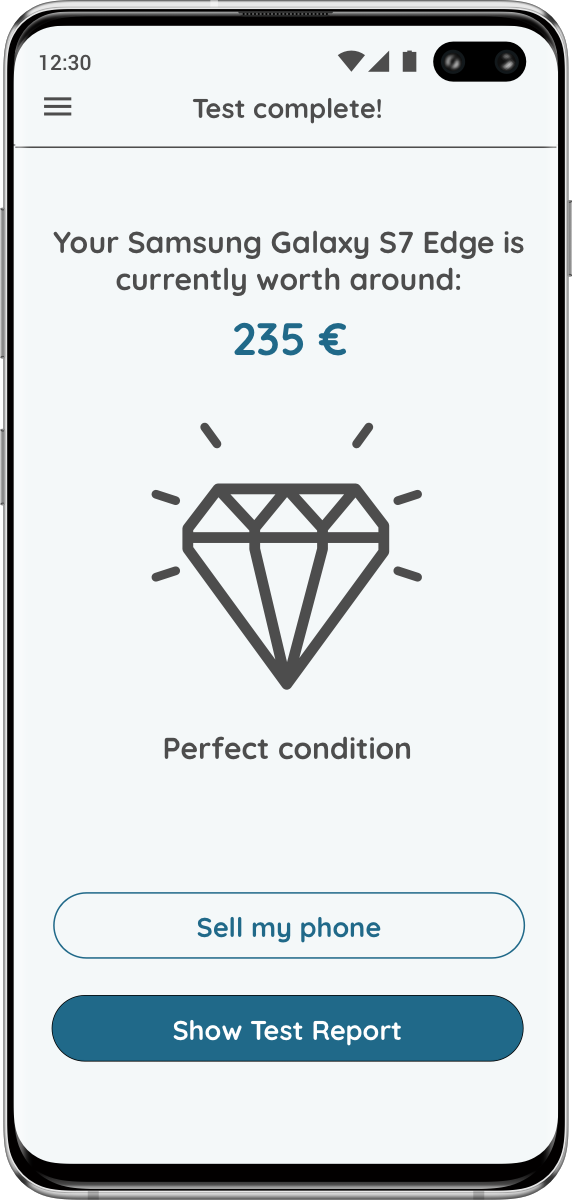 12:30
Test complete!
Your Samsung Galaxy S7 Edge is
currently worth around:
235 €
Perfect condition
Sell my phone
Show Test Report